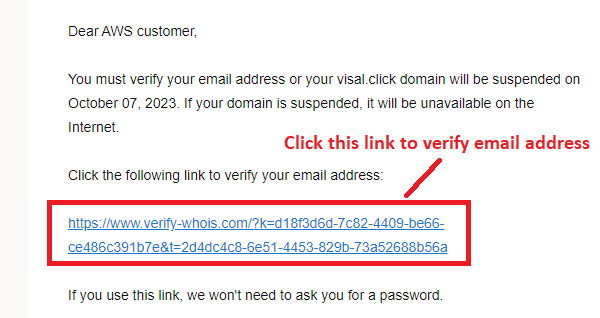 Dear AWS customer,
You must verify your email address or your visal.click domain will be suspended on
October 07, 2023. If your domain is suspended, it will be unavailable on the
Internet.
Click this link to verify email address
Click the following link to verify your email address:
https://www.verify-whois.com/?k=d18f3d6d-7c82-4409-be66-
ce486c391b7e&t=2d4dc4c8-6e51-4453-829b-73a52688b56a
If you use this link, we won't need to ask you for a password.